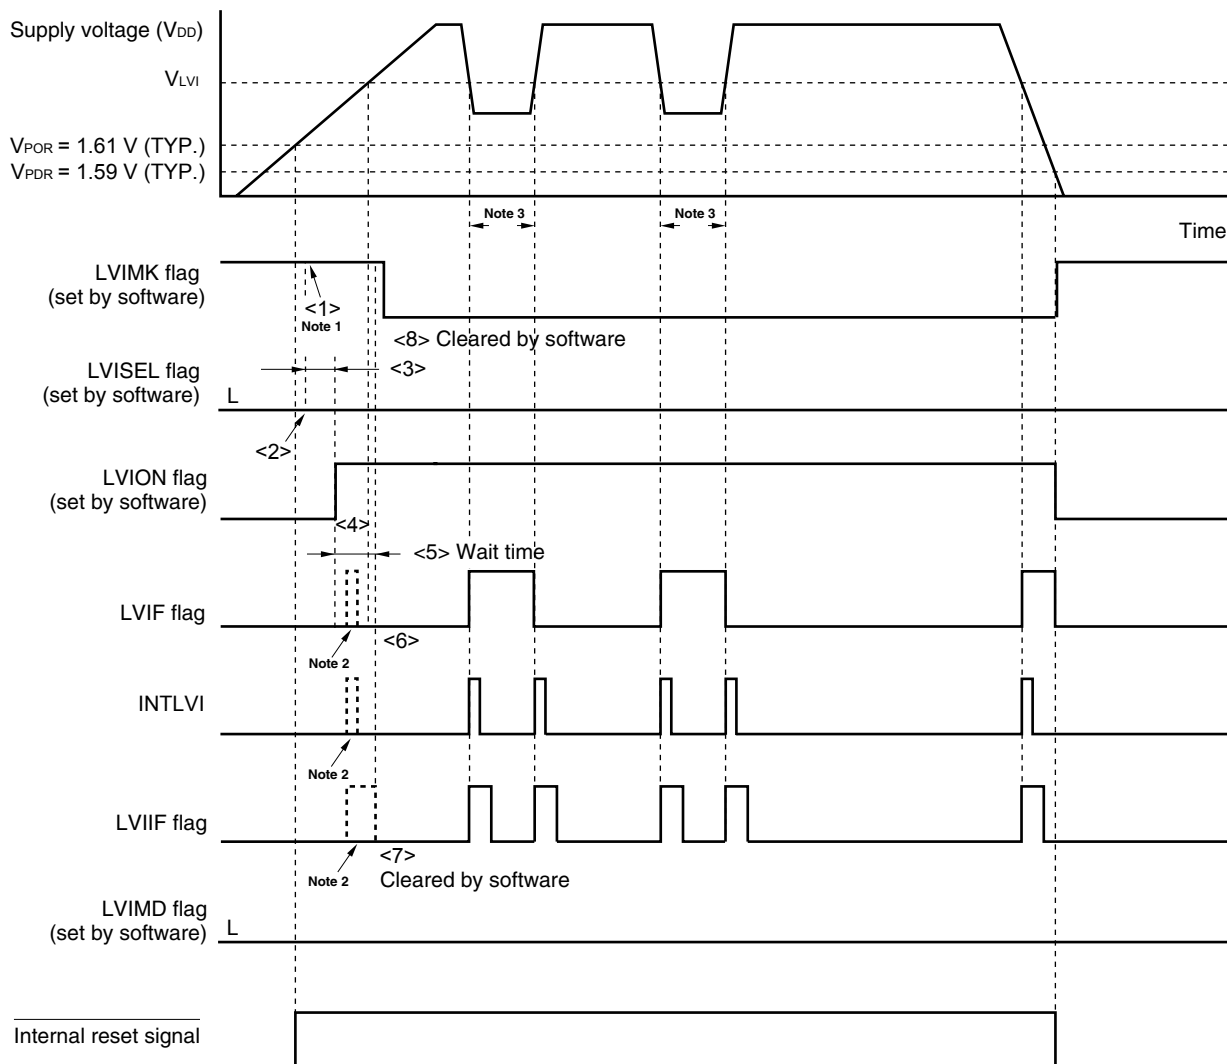 Supply voltage (VDD)
VLVI
VPOR = 1.61 V (TYP.)
VPDR = 1.59 V (TYP.)
Note 3
Note 3
Time
LVIMK flag
(set by software)
<1>
Note 1
<8> Cleared by software
LVISEL flag
(set by software)
L
<3>
<2>
LVION flag
(set by software)
<4>
<5> Wait time
LVIF flag
<6>
Note 2
INTLVI
Note 2
LVIIF flag
Note 2
<7>
Cleared by software
LVIMD flag
(set by software)
L
Internal reset signal